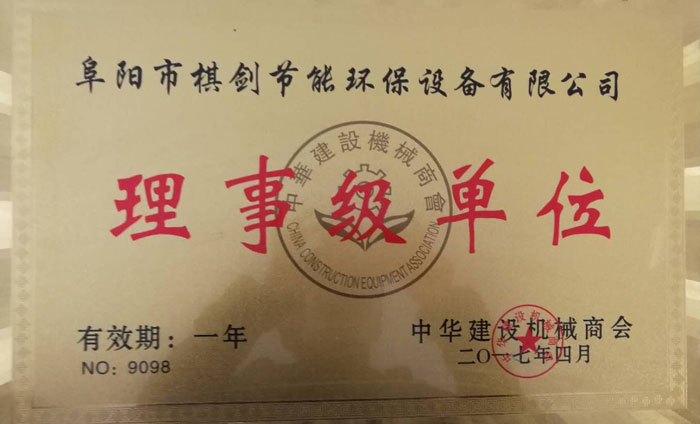 阜阳市棋剑节能环保设备有限公司
中華建設機械商會
理事级单位
CHINA CONSTRUCTION EQUIPMENT ASSOCIATION
有效期：一年
NO：9098
中华建设机械商会
二〇一七年四月